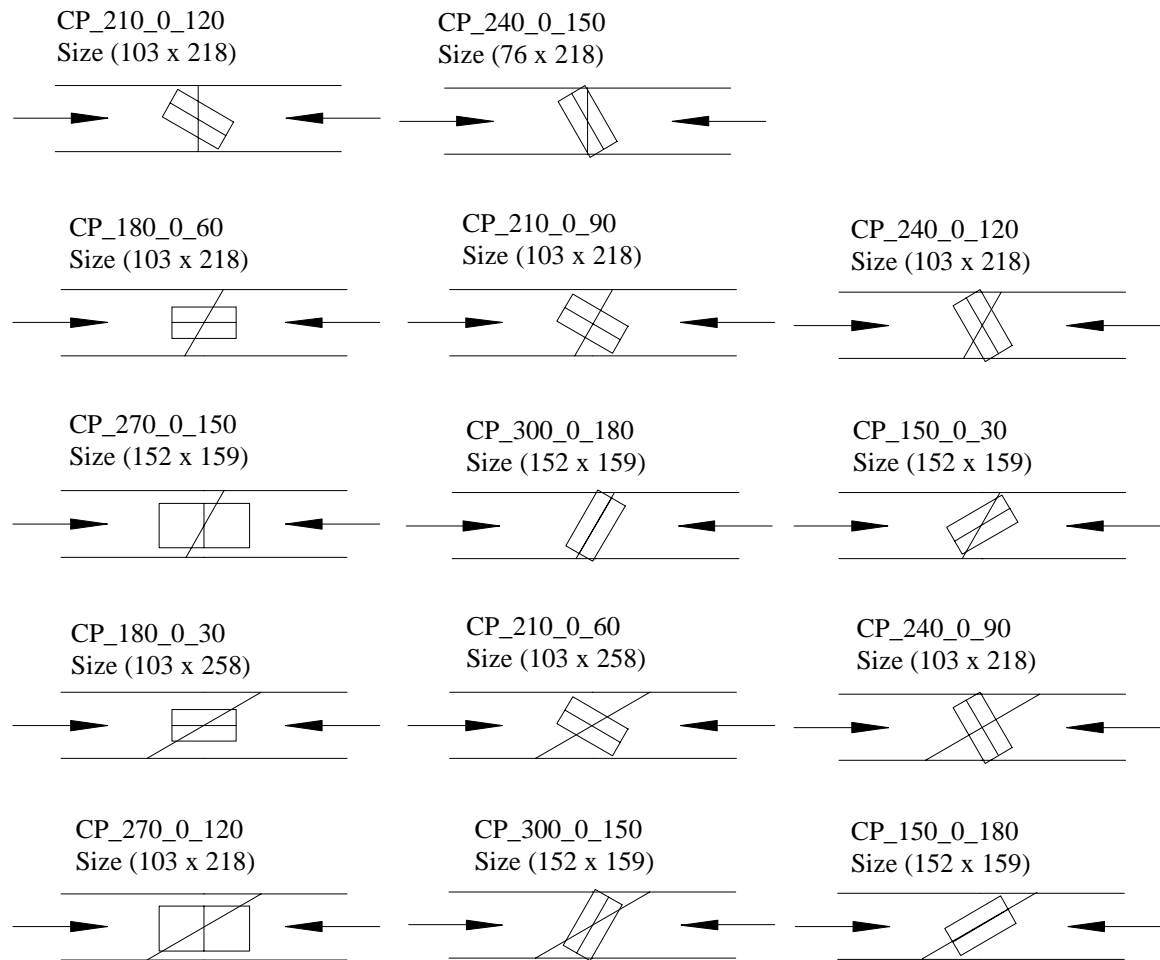 CP_210_0_120
Size (103 x 218)
CP_240_0_150
Size (76 x 218)
CP_180_0_60
Size (103 x 218)
CP_210_0_90
Size (103 x 218)
CP_240_0_120
Size (103 x 218)
CP_270_0_150
Size (152 x 159)
CP_300_0_180
Size (152 x 159)
CP_150_0_30
Size (152 x 159)
CP_180_0_30
Size (103 x 258)
CP_210_0_60
Size (103 x 258)
CP_240_0_90
Size (103 x 218)
CP_270_0_120
Size (103 x 218)
CP_300_0_150
Size (152 x 159)
CP_150_0_180
Size (152 x 159)